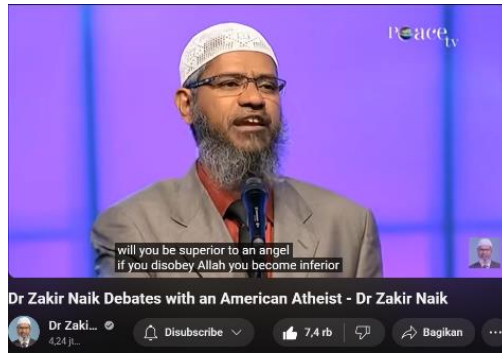 Peace
tv
will you be superior to an angel
if you disobey Allah you become inferior
Dr Zakir Naik Debates with an American Atheist - Dr Zakir Naik
Dr Zaki...
4,24 jt...
Disubscribe
7,4 rb
Bagikan